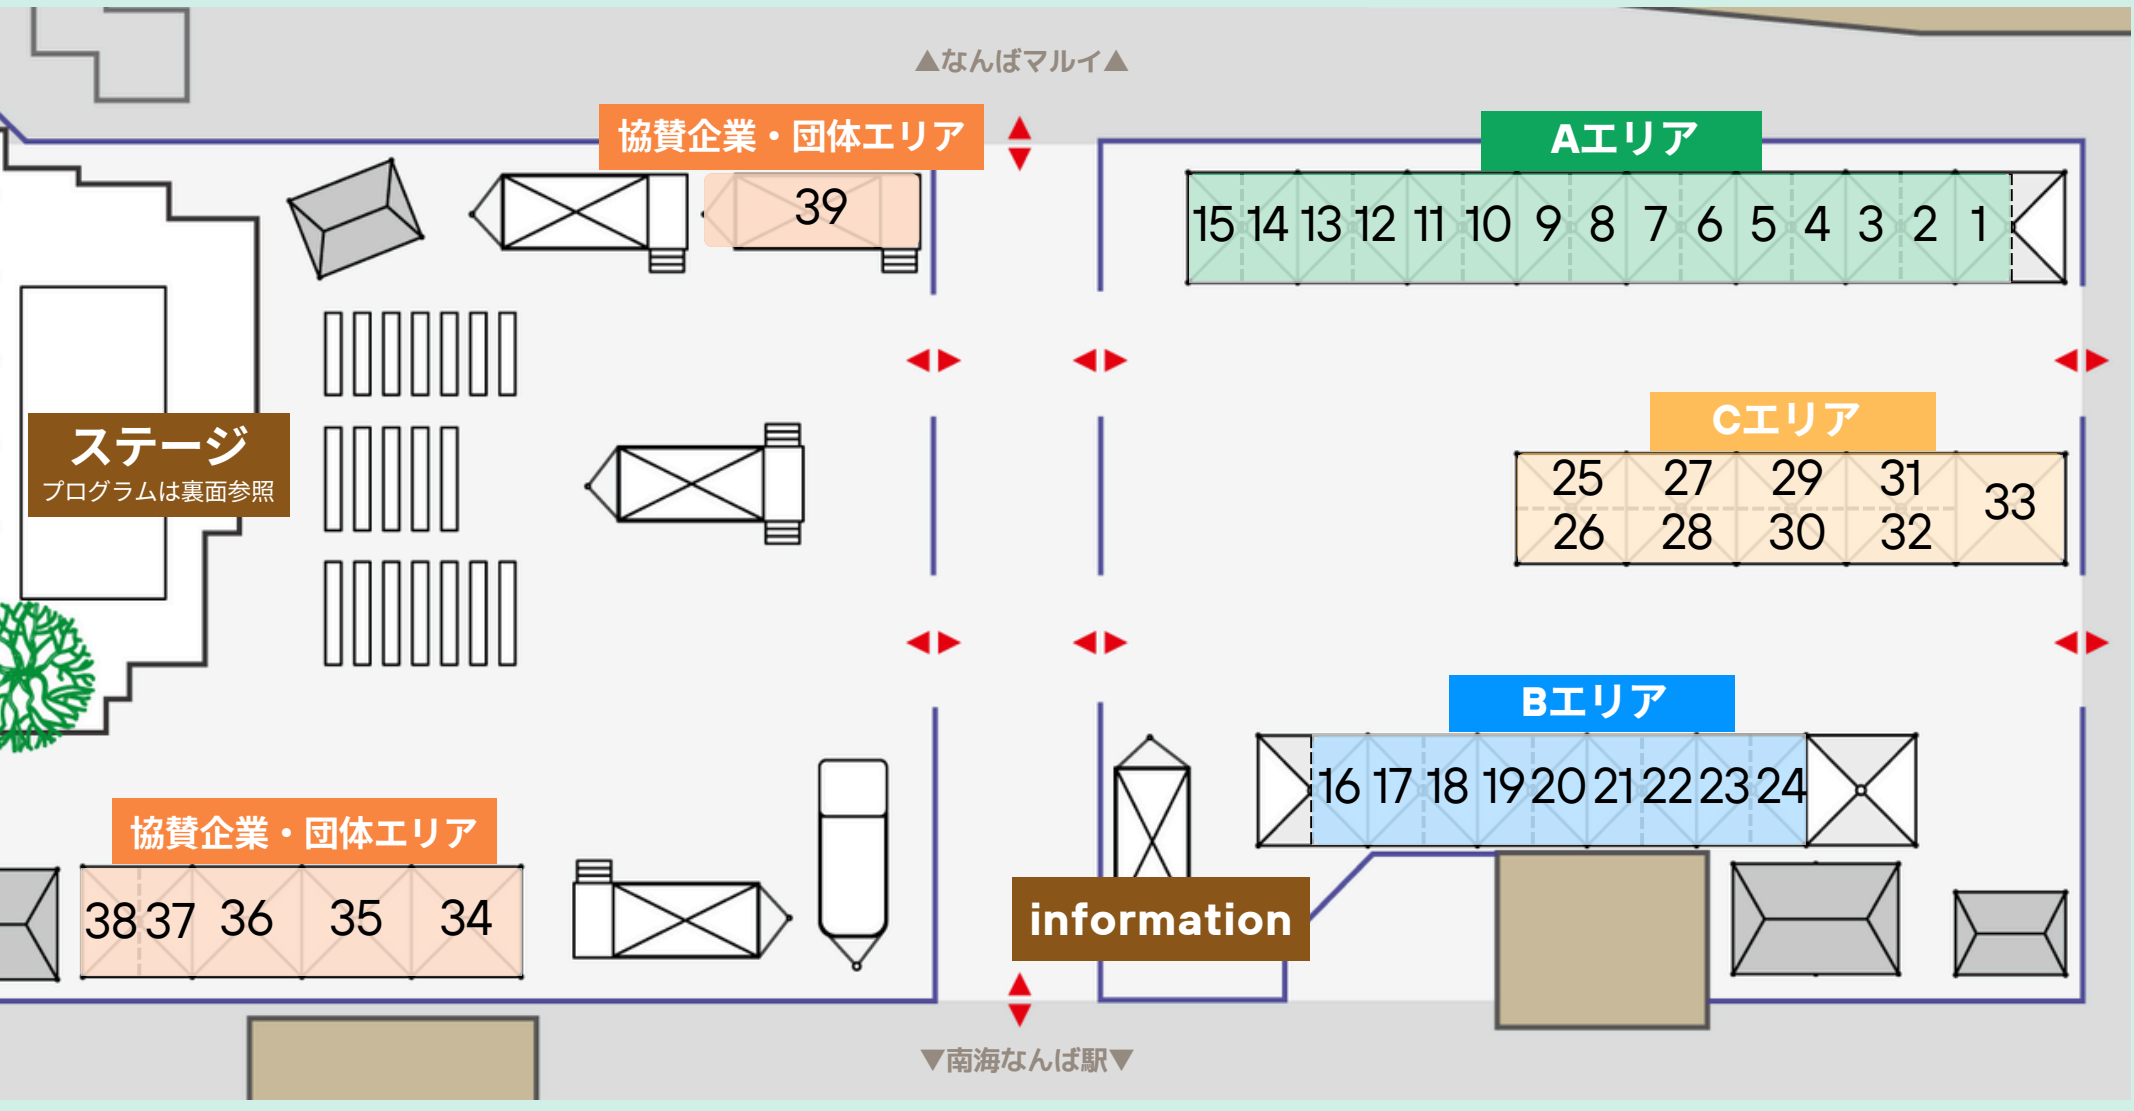 ▲なんばマルイ▲
協賛企業・団体エリア
39
Aエリア
15 14 13 12 11 10 9 8 7 6 5 4 3 2 1
ステージ
プログラムは裏面参照
Cエリア
25 27 29 31 33
26 28 30 32
Bエリア
16 17 18 19 20 21 22 23 24
協賛企業・団体エリア
38 37 36 35 34
information
▼南海なんば駅▼